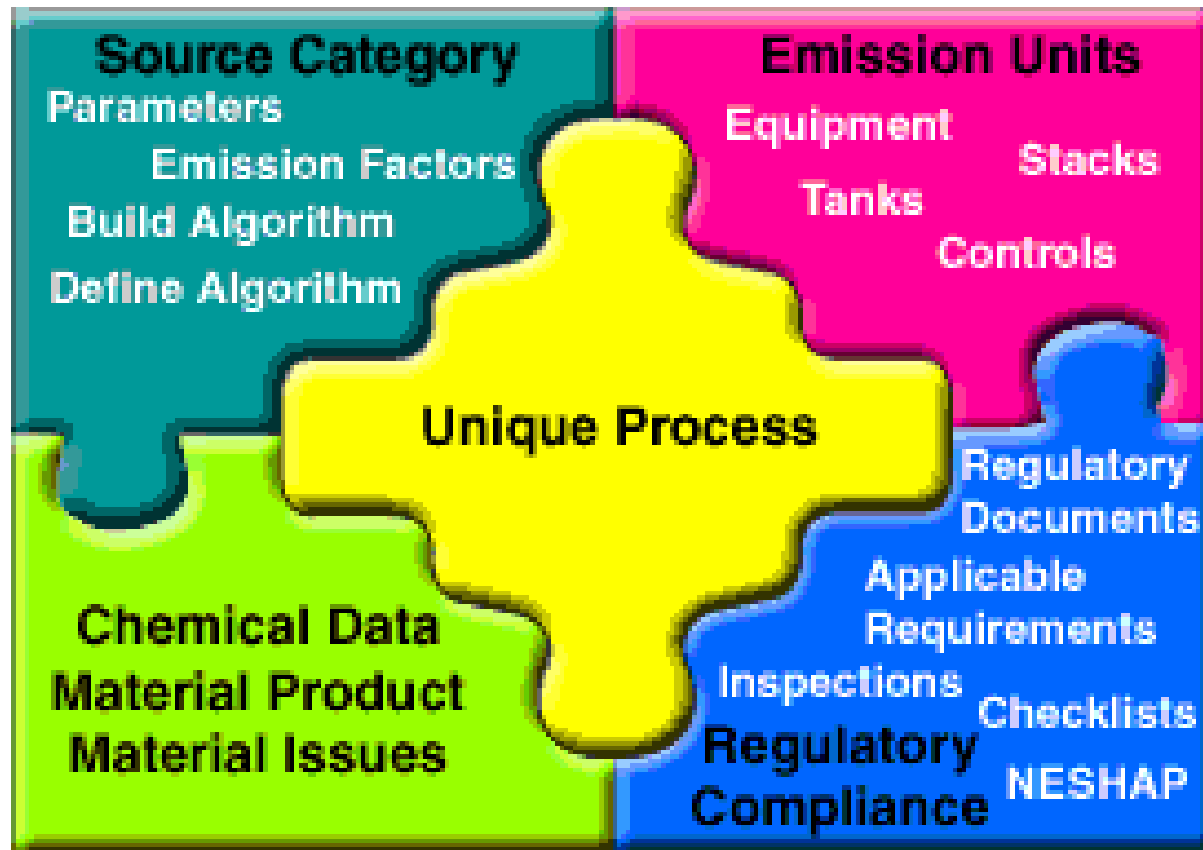 Source Category
Parameters
Emission Factors
Build Algorithm
Define Algorithm
Emission Units
Equipment
Stacks
Tanks
Controls
Unique Process
Chemical Data
Material Product
Material Issues
Regulatory
Documents
Applicable
Requirements
Inspections
Checklists
Regulatory
Compliance
NESHAP